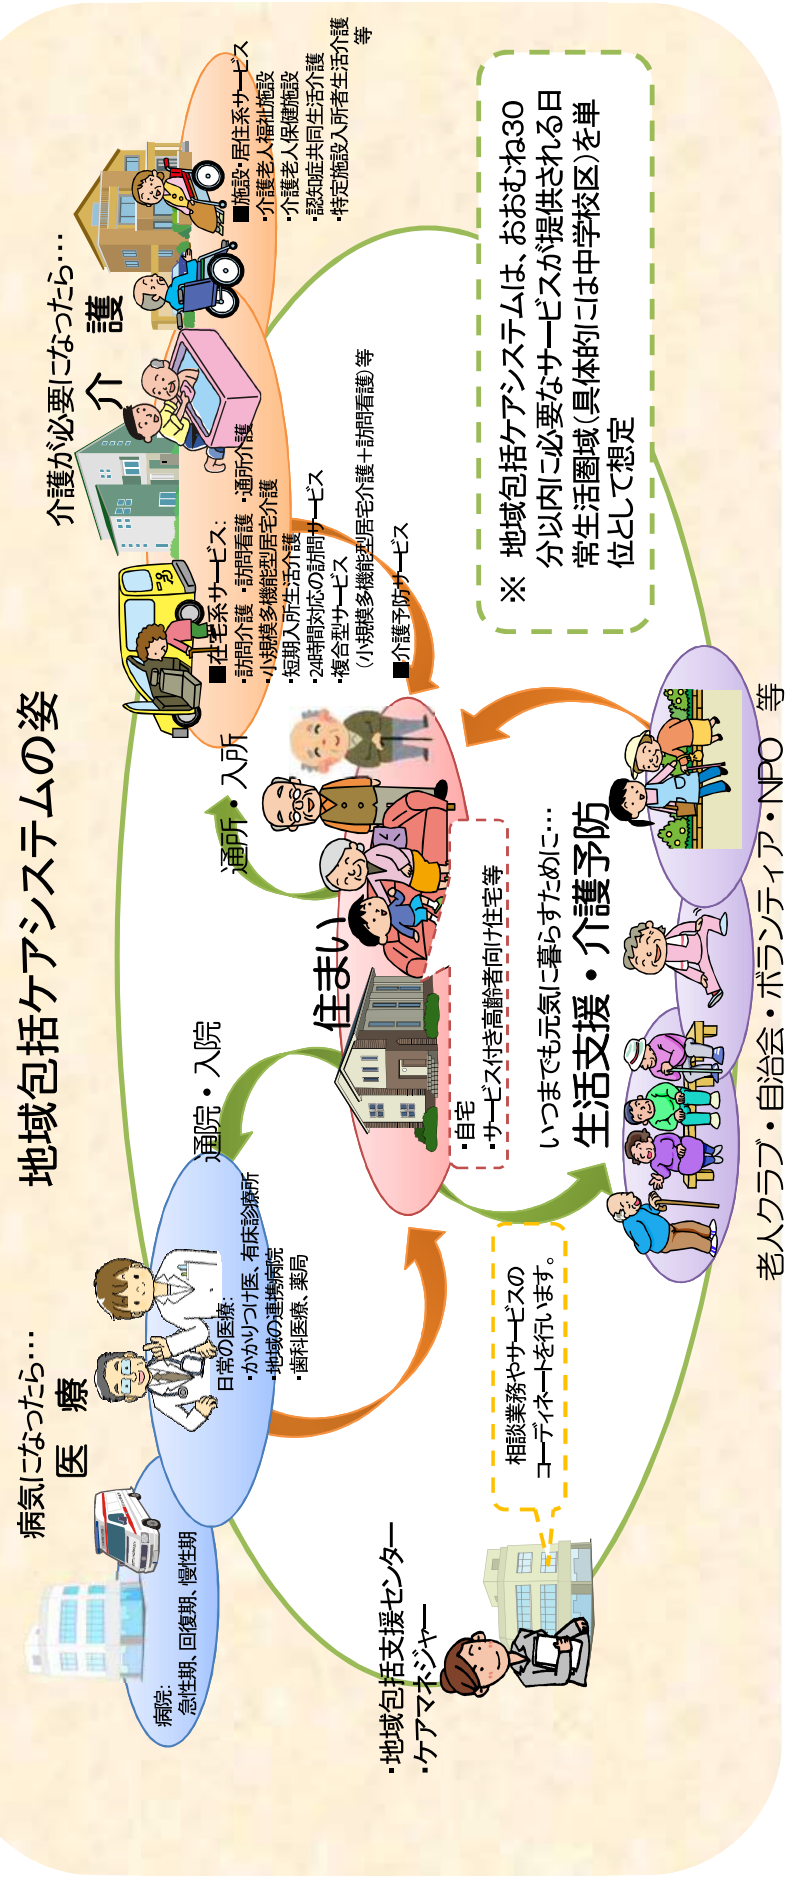 地域包括ケアシステムの姿
病気になったら…
医　療
病院:
急性期、回復期、慢性期
日常の医療:
・かかりつけ医、有床診療所
・地域の連携病院
・歯科医療、薬局
通院・入院
介護が必要になったら…
介　護
■在宅系サービス:
・訪問介護　・訪問看護　・通所介護
・小規模多機能型居宅介護
・短期入所生活介護
・24時間対応の訪問サービス
・複合型サービス
（小規模多機能型居宅介護＋訪問看護）等
■介護予防サービス
■施設・居住系サービス
・介護老人福祉施設
・介護老人保健施設
・認知症共同生活介護
・特定施設入所者生活介護
等
通所・入所
住まい
・自宅
・サービス付き高齢者向け住宅等
・地域包括支援センター
・ケアマネジャー
相談業務やサービスの
コーディネートを行います。
いつまでも元気に暮らすために…
生活支援・介護予防
老人クラブ・自治会・ボランティア・NPO　等
※　地域包括ケアシステムは、おおむね30
分以内に必要なサービスが提供される日
常生活圏域（具体的には中学校区）を単
位として想定